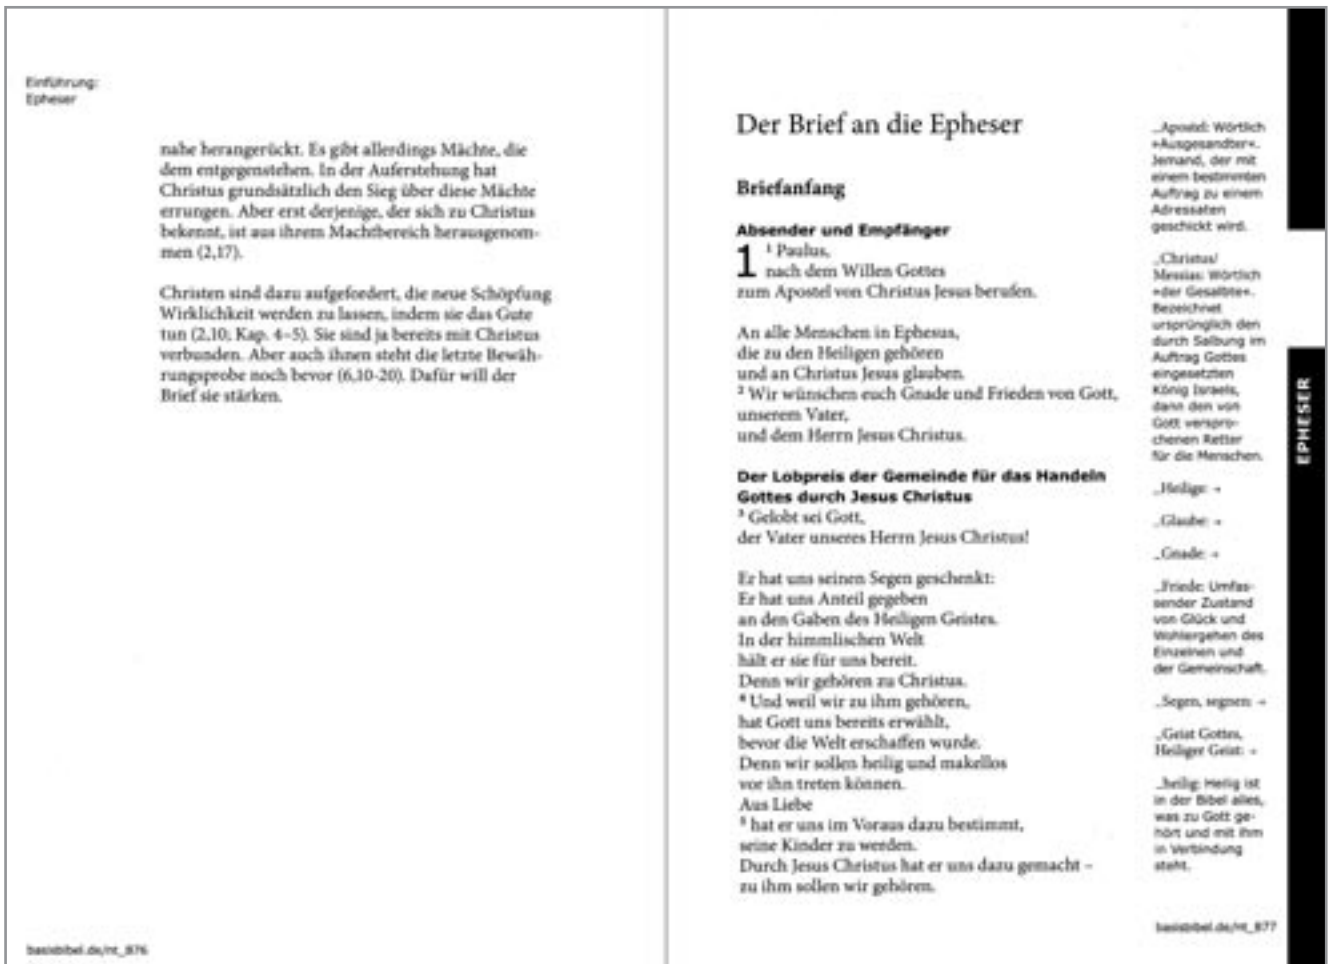 Einführung:
Epheser
nahe herangerückt. Es gibt allerdings Mächte, die
dem entgegenstehen. In der Auferstehung hat
Christus grundsätzlich den Sieg über diese Mächte
errungen. Aber erst derjenige, der sich zu Christus
bekennt, ist aus ihrem Machtbereich herausgenom-
men (2,17).
Christen sind dazu aufgefordert, die neue Schöpfung
Wirklichkeit werden zu lassen, indem sie das Gute
tun (2,10; Kap. 4–5). Sie sind ja bereits mit Christus
verbunden. Aber auch ihnen steht die letzte Bewäh-
rungsprobe noch bevor (6,10-20). Dafür will der
Brief sie stärken.
basisbibel.de/nt_876
Der Brief an die Epheser
Briefanfang
Absender und Empfänger
1 ¹ Paulus,
nach dem Willen Gottes
zum Apostel von Christus Jesus berufen.
An alle Menschen in Ephesus,
die zu den Heiligen gehören
und an Christus Jesus glauben.
² Wir wünschen euch Gnade und Frieden von Gott,
unserem Vater,
und dem Herrn Jesus Christus.
Der Lobpreis der Gemeinde für das Handeln
Gottes durch Jesus Christus
³ Gelobt sei Gott,
der Vater unseres Herrn Jesus Christus!
Er hat uns seinen Segen geschenkt:
Er hat uns Anteil gegeben
an den Gaben des Heiligen Geistes.
In der himmlischen Welt
hält er sie für uns bereit.
Denn wir gehören zu Christus.
⁴ Und weil wir zu ihm gehören,
hat Gott uns bereits erwählt,
bevor die Welt erschaffen wurde.
Denn wir sollen heilig und makellos
vor ihn treten können.
Aus Liebe
⁵ hat er uns im Voraus dazu bestimmt,
seine Kinder zu werden.
Durch Jesus Christus hat er uns dazu gemacht –
zu ihm sollen wir gehören.
_Apostel: Wörtlich
»Ausgesandter«.
Jemand, der mit
einem bestimmten
Auftrag zu einem
Adressaten
geschickt wird.
_Christus/
Messias: Wörtlich
»der Gesalbte«.
Bezeichnet
ursprünglich den
durch Salbung im
Auftrag Gottes
eingesetzten
König Israels,
dann den von
Gott verspro-
chenen Retter
für die Menschen.
_Heilige: →
_Glaube: →
_Gnade: →
_Friede: Umfas-
sender Zustand
von Glück und
Wohlergehen des
Einzelnen und
der Gemeinschaft.
_Segen, segnen: →
_Geist Gottes,
Heiliger Geist: →
_heilig: Heilig ist
in der Bibel alles,
was zu Gott ge-
hört und mit ihm
in Verbindung
steht.
basisbibel.de/nt_877
EPHESER